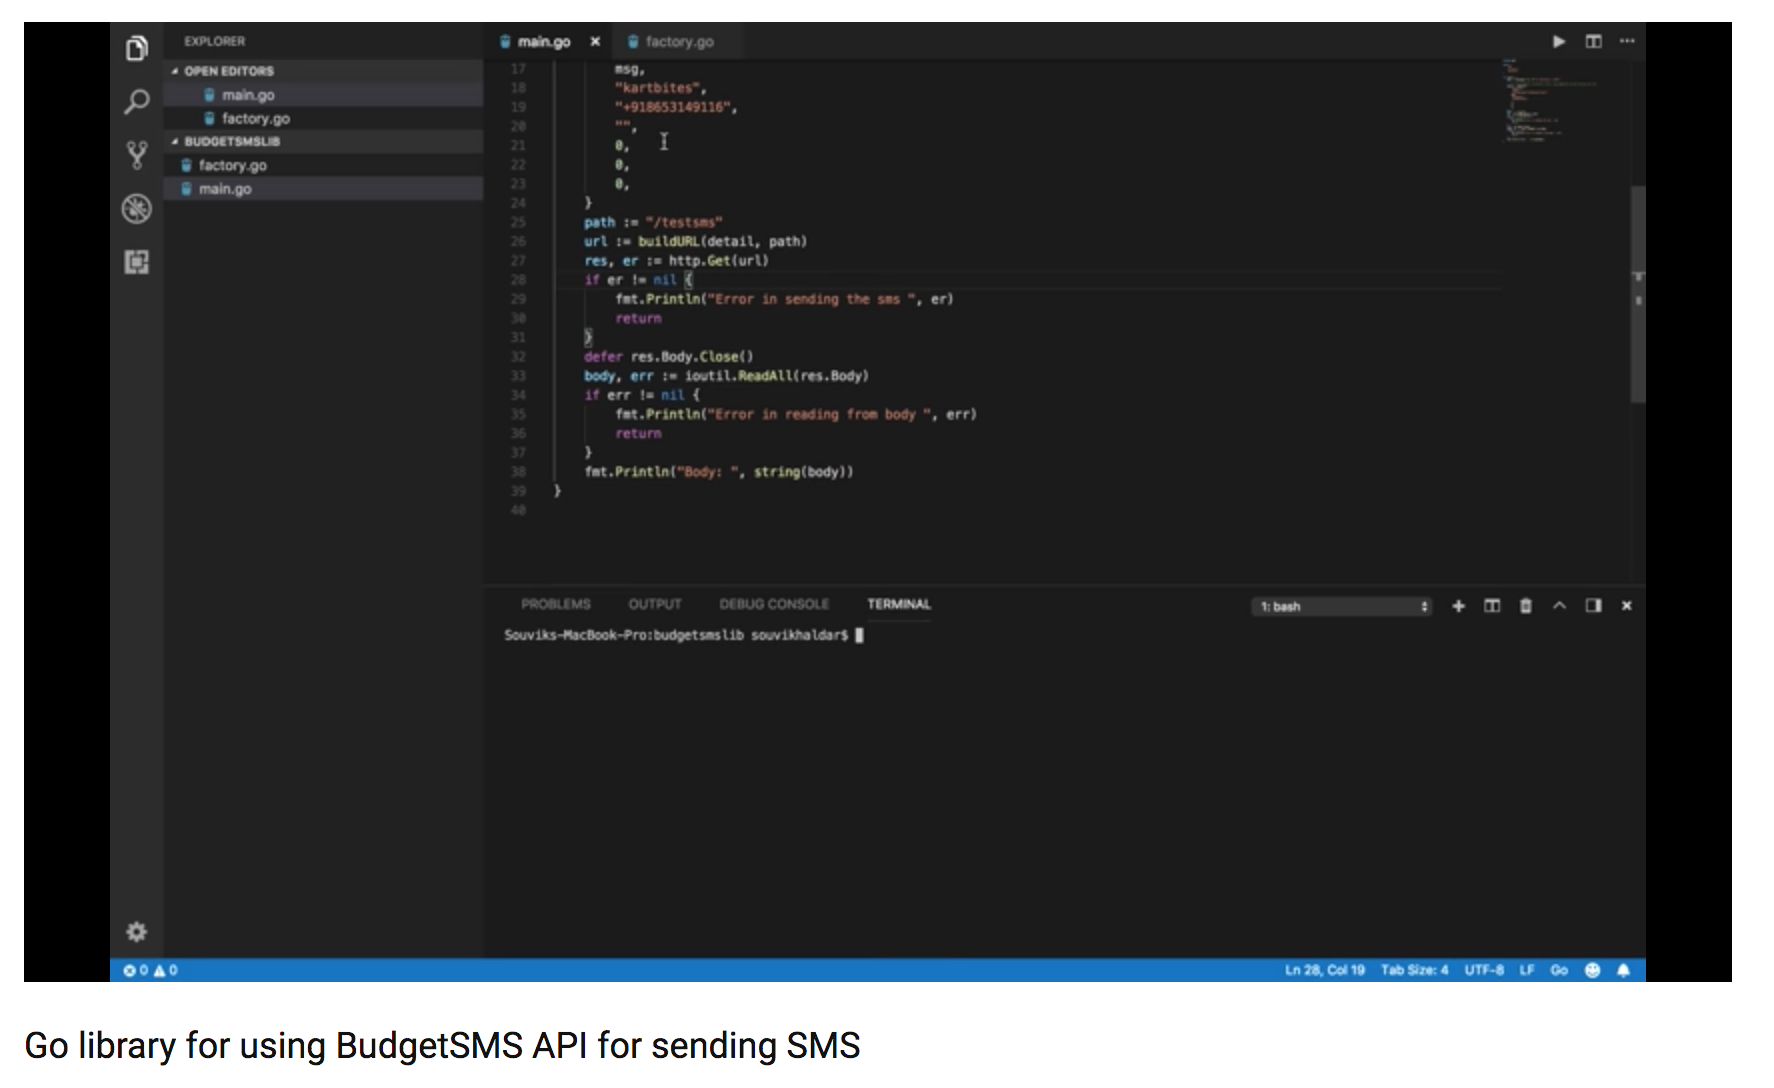 EXPLORER
OPEN EDITORS
main.go
factory.go
BUDGETSMSLIB
factory.go
main.go
main.go
factory.go
17 msg,
18 "kartbites",
19 "+918653149116",
20 "",
21 0,
22 0,
23 0,
24 }
25 path := "/testsms"
26 url := buildURL(detail, path)
27 res, er := http.Get(url)
28 if er != nil {
29 fmt.Println("Error in sending the sms ", er)
30 return
31 }
32 defer res.Body.Close()
33 body, err := ioutil.ReadAll(res.Body)
34 if err != nil {
35 fmt.Println("Error in reading from body ", err)
36 return
37 }
38 fmt.Println("Body: ", string(body))
39 }
40
PROBLEMS OUTPUT DEBUG CONSOLE TERMINAL 1: bash
Souviks-MacBook-Pro:budgetsmslib souvikhaldar$
0 0 Ln 28, Col 19 Tab Size: 4 UTF-8 LF Go
Go library for using BudgetSMS API for sending SMS